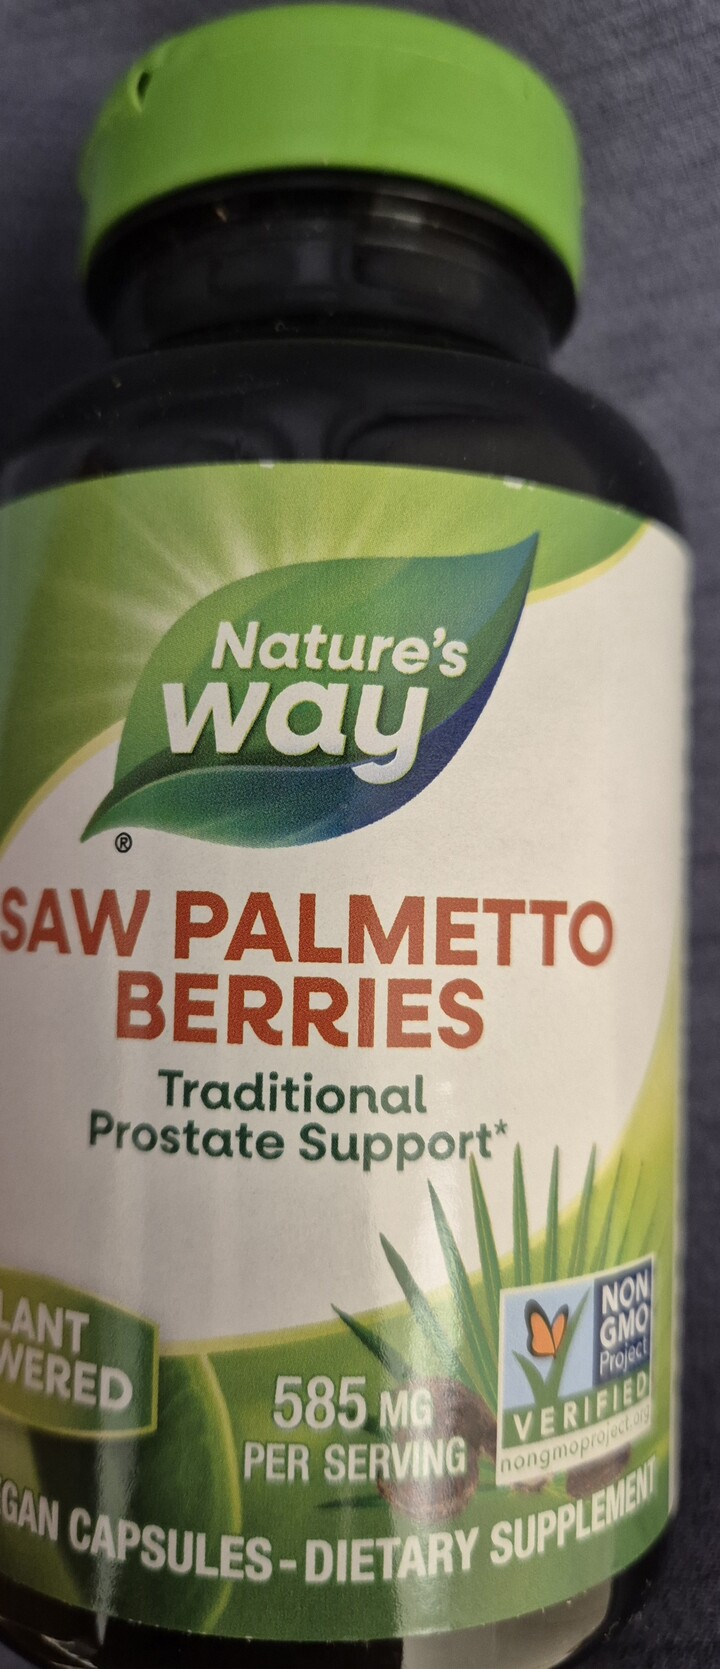 Nature's
way
®
SAW PALMETTO
BERRIES
Traditional
Prostate Support*
LANT
WERED
585 MG
PER SERVING
NON
GMO
Project
VERIFIED
nongmoproject.org
GAN CAPSULES - DIETARY SUPPLEMENT